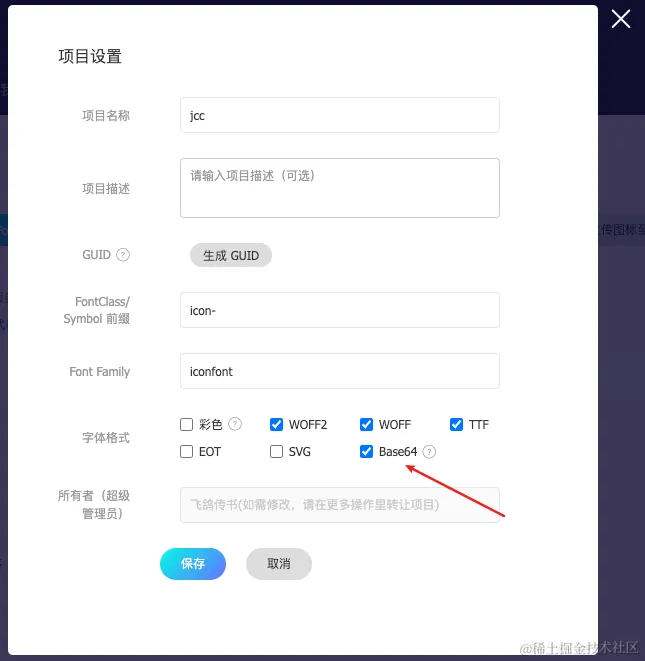 项目设置
项目名称
jcc
项目描述
请输入项目描述（可选）
GUID ?
生成 GUID
FontClass/
Symbol 前缀
icon-
Font Family
iconfont
字体格式
彩色 ? WOFF2 WOFF TTF
EOT SVG Base64 ?
所有者（超级
管理员）
飞鸽传书(如需修改，请在更多操作里转让项目)
保存 取消
传图标至
@稀土掘金技术社区